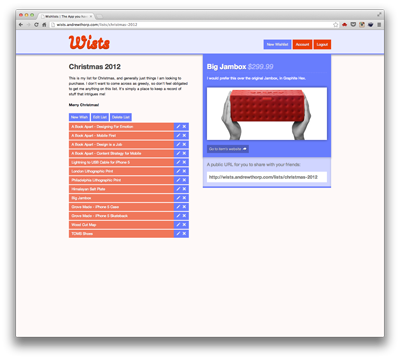 Wists | The App you Buy
wists.andrewthorp.com/lists/christmas-2012
Wists
New Wishlist
Account
Logout
Christmas 2012
This is my list for Christmas, and generally just things I am looking to
purchase. I don't want to come across as greedy, so don't feel obligated
to get me anything on this list. It's simply a place to keep a record of
stuff that intrigues me!
Merry Christmas!
New Wish
Edit List
Delete List
A Book Apart - Designing For Emotion
A Book Apart - Mobile First
A Book Apart - Design is a Job
A Book Apart - Content Strategy for Mobile
Lightning to USB Cable for iPhone 5
London Lithographic Print
Philadelphia Lithographic Print
Himalayan Salt Plate
Big Jambox
Grove Made - iPhone 5 Case
Grove Made - iPhone 5 Skateback
Wood Cut Map
TOMS Shoes
Big Jambox $299.99
I would prefer this over the original Jambox, in Graphite Hex.
Go to item's website
A public URL for you to share with your friends:
http://wists.andrewthorp.com/lists/christmas-2012